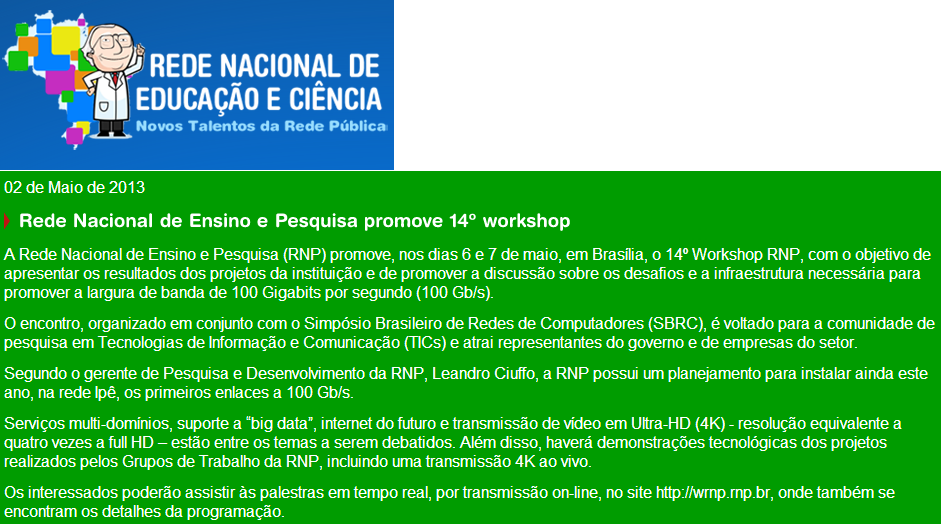 REDE NACIONAL DE
EDUCAÇÃO E CIÊNCIA
Novos Talentos da Rede Pública
02 de Maio de 2013
Rede Nacional de Ensino e Pesquisa promove 14º workshop
A Rede Nacional de Ensino e Pesquisa (RNP) promove, nos dias 6 e 7 de maio, em Brasília, o 14º Workshop RNP, com o objetivo de
apresentar os resultados dos projetos da instituição e de promover a discussão sobre os desafios e a infraestrutura necessária para
promover a largura de banda de 100 Gigabits por segundo (100 Gb/s).
O encontro, organizado em conjunto com o Simpósio Brasileiro de Redes de Computadores (SBRC), é voltado para a comunidade de
pesquisa em Tecnologias de Informação e Comunicação (TICs) e atrai representantes do governo e de empresas do setor.
Segundo o gerente de Pesquisa e Desenvolvimento da RNP, Leandro Ciuffo, a RNP possui um planejamento para instalar ainda este
ano, na rede Ipê, os primeiros enlaces a 100 Gb/s.
Serviços multi-domínios, suporte a “big data”, internet do futuro e transmissão de vídeo em Ultra-HD (4K) - resolução equivalente a
quatro vezes a full HD – estão entre os temas a serem debatidos. Além disso, haverá demonstrações tecnológicas dos projetos
realizados pelos Grupos de Trabalho da RNP, incluindo uma transmissão 4K ao vivo.
Os interessados poderão assistir às palestras em tempo real, por transmissão on-line, no site http://wrnp.rnp.br, onde também se
encontram os detalhes da programação.